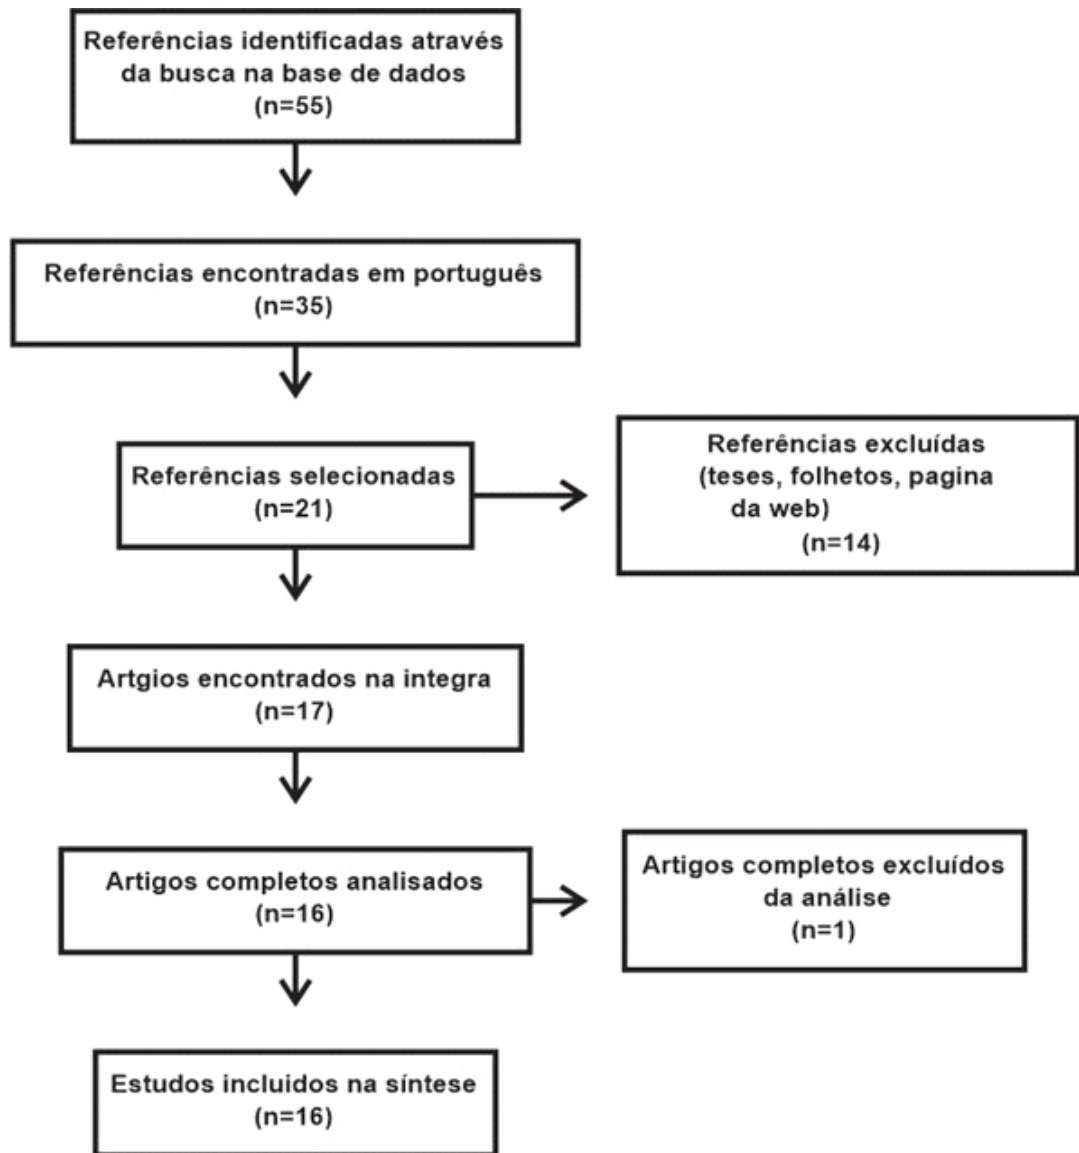 Referências identificadas através
da busca na base de dados
(n=55)
Referências encontradas em português
(n=35)
Referências selecionadas
(n=21)
Referências excluídas
(teses, folhetos, pagina
da web)
(n=14)
Artgios encontrados na integra
(n=17)
Artigos completos analisados
(n=16)
Artigos completos excluídos
da análise
(n=1)
Estudos incluidos na síntese
(n=16)